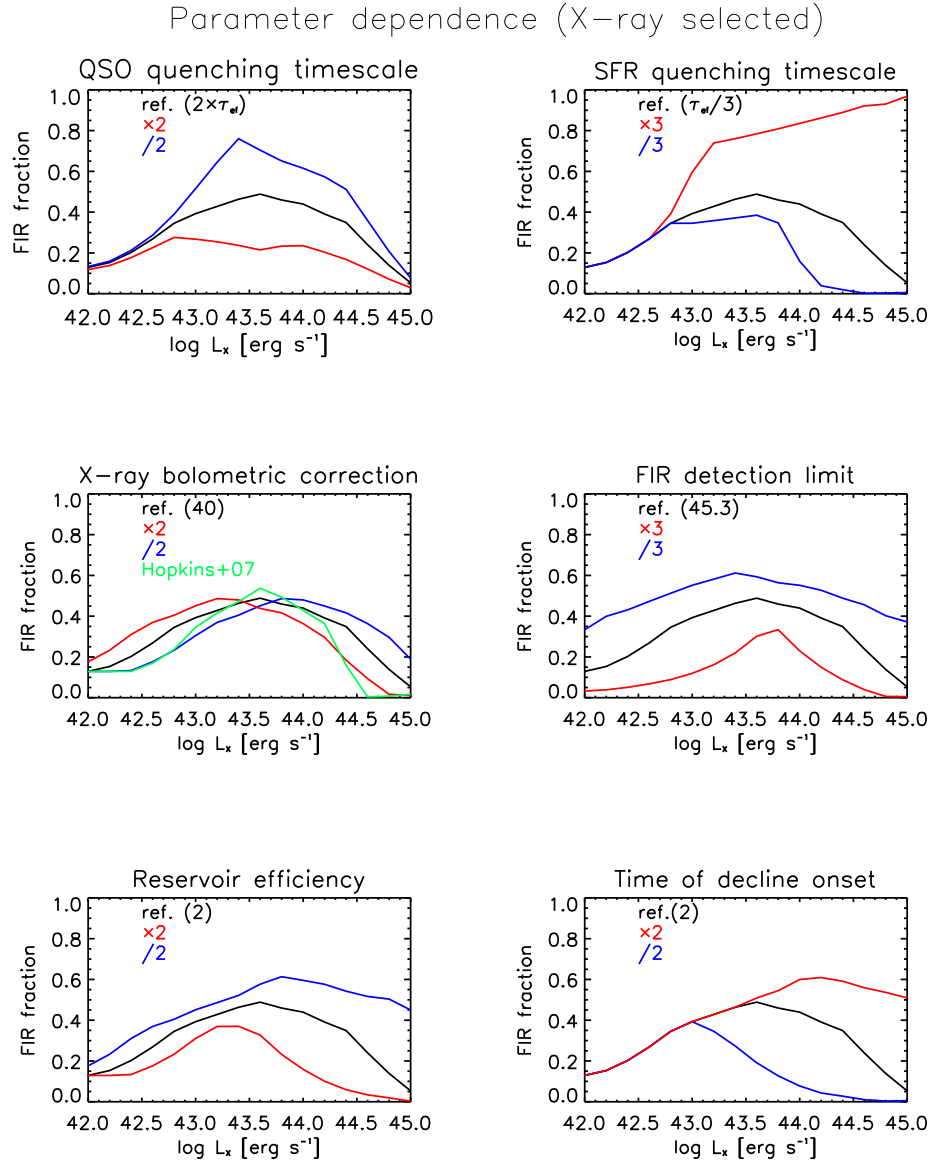 Parameter dependence (X-ray selected)
QSO quenching timescale
ref. (2×τef)
×2
/2
1.0
0.8
0.6
0.4
0.2
0.0
FIR fraction
42.0 42.5 43.0 43.5 44.0 44.5 45.0
log Lx [erg s⁻¹]
SFR quenching timescale
ref. (τef/3)
×3
/3
1.0
0.8
0.6
0.4
0.2
0.0
FIR fraction
42.0 42.5 43.0 43.5 44.0 44.5 45.0
log Lx [erg s⁻¹]
X-ray bolometric correction
ref. (40)
×2
/2
Hopkins+07
1.0
0.8
0.6
0.4
0.2
0.0
FIR fraction
42.0 42.5 43.0 43.5 44.0 44.5 45.0
log Lx [erg s⁻¹]
FIR detection limit
ref. (45.3)
×3
/3
1.0
0.8
0.6
0.4
0.2
0.0
FIR fraction
42.0 42.5 43.0 43.5 44.0 44.5 45.0
log Lx [erg s⁻¹]
Reservoir efficiency
ref. (2)
×2
/2
1.0
0.8
0.6
0.4
0.2
0.0
FIR fraction
42.0 42.5 43.0 43.5 44.0 44.5 45.0
log Lx [erg s⁻¹]
Time of decline onset
ref.(2)
×2
/2
1.0
0.8
0.6
0.4
0.2
0.0
FIR fraction
42.0 42.5 43.0 43.5 44.0 44.5 45.0
log Lx [erg s⁻¹]